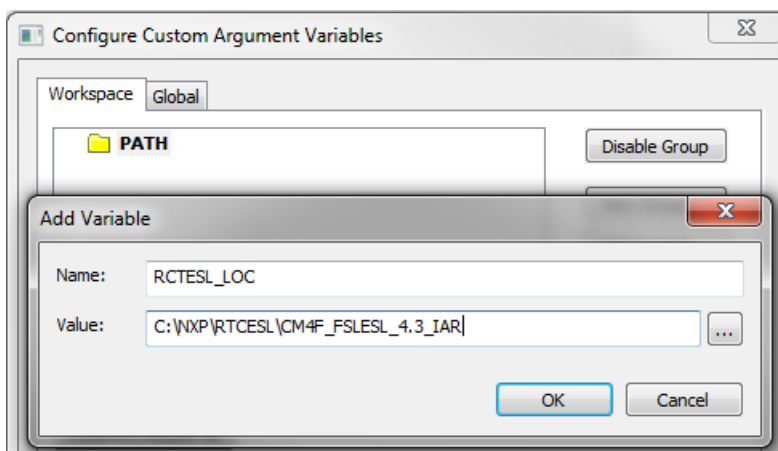 Configure Custom Argument Variables
Workspace Global
PATH
Disable Group
Add Variable
Name: RCTESL_LOC
Value: C:\NXP\RTCESL\CM4F_FSLESL_4.3_IAR ...
OK Cancel